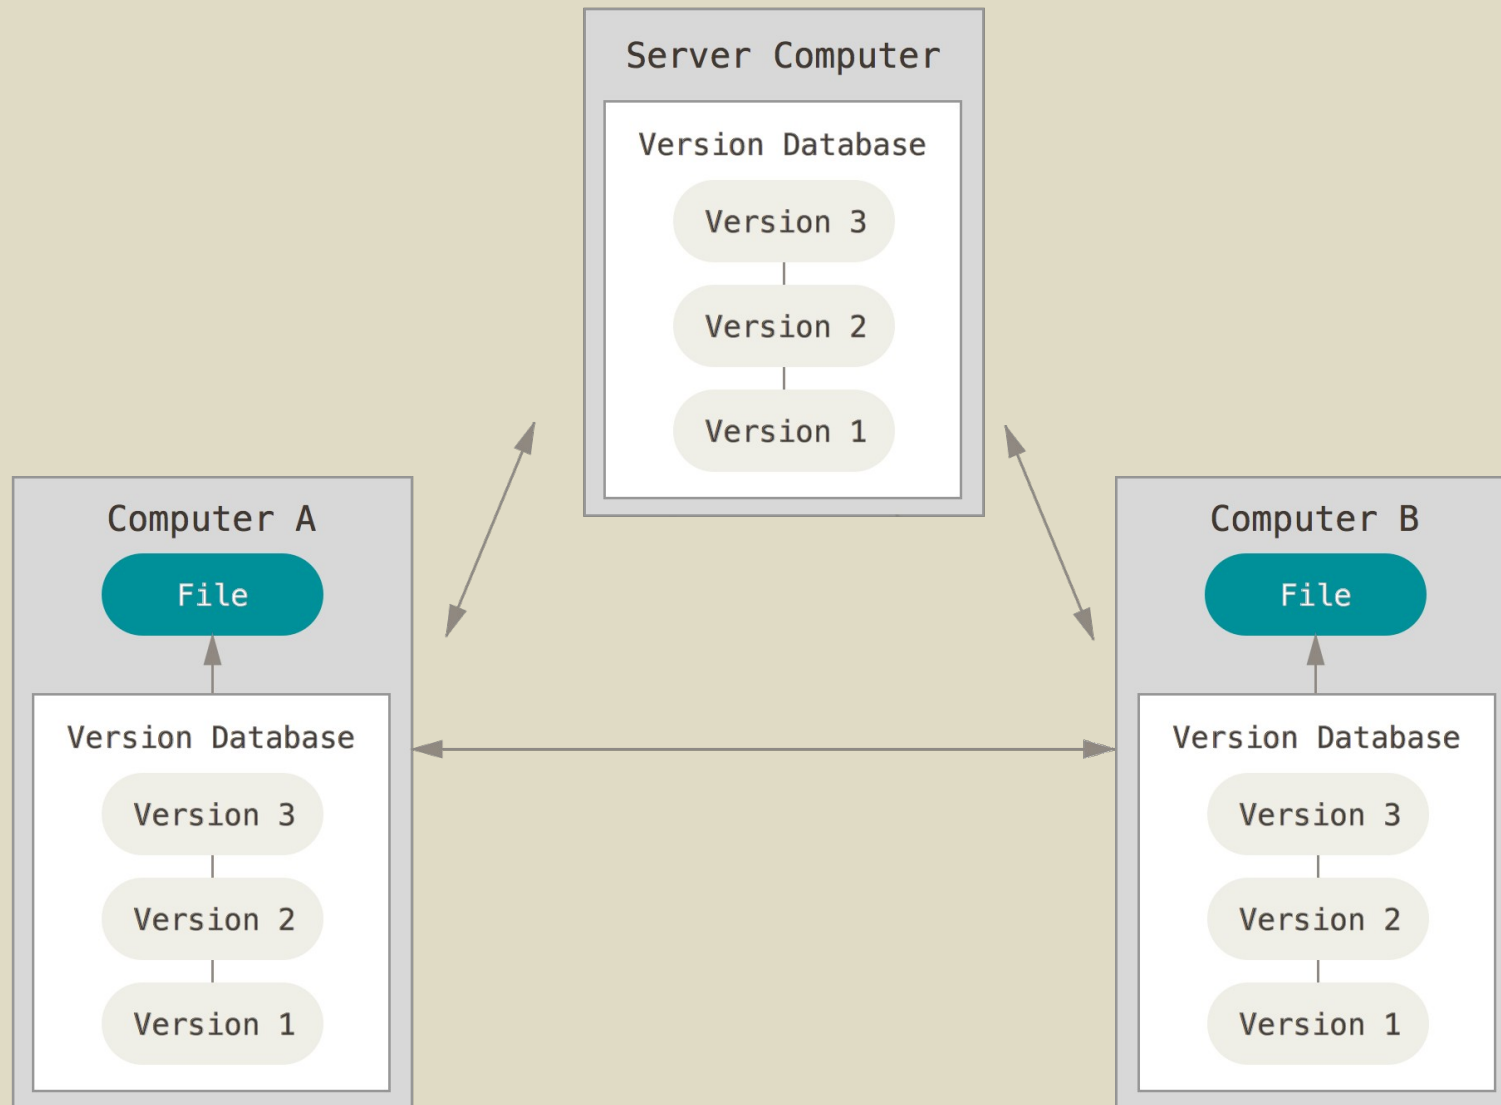 Server Computer
Version Database
Version 3
Version 2
Version 1
Computer A
File
Version Database
Version 3
Version 2
Version 1
Computer B
File
Version Database
Version 3
Version 2
Version 1